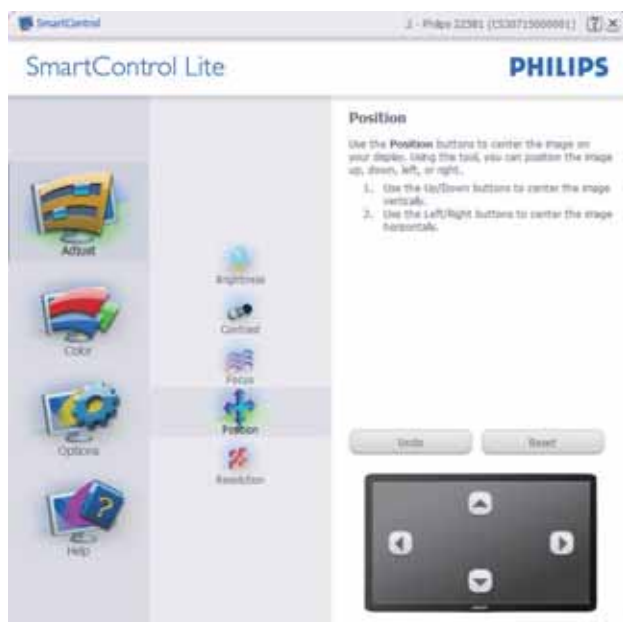 SmartControl
SmartControl Lite
PHILIPS
Position
Use the Position buttons to center the image on
your display. Using the tool, you can position the image
up, down, left, or right.
1. Use the Up/Down buttons to center the image
vertically.
2. Use the Left/Right buttons to center the image
horizontally.
Adjust
Color
Options
Help
Brightness
Contrast
Focus
Position
Resolution
Undo
Reset